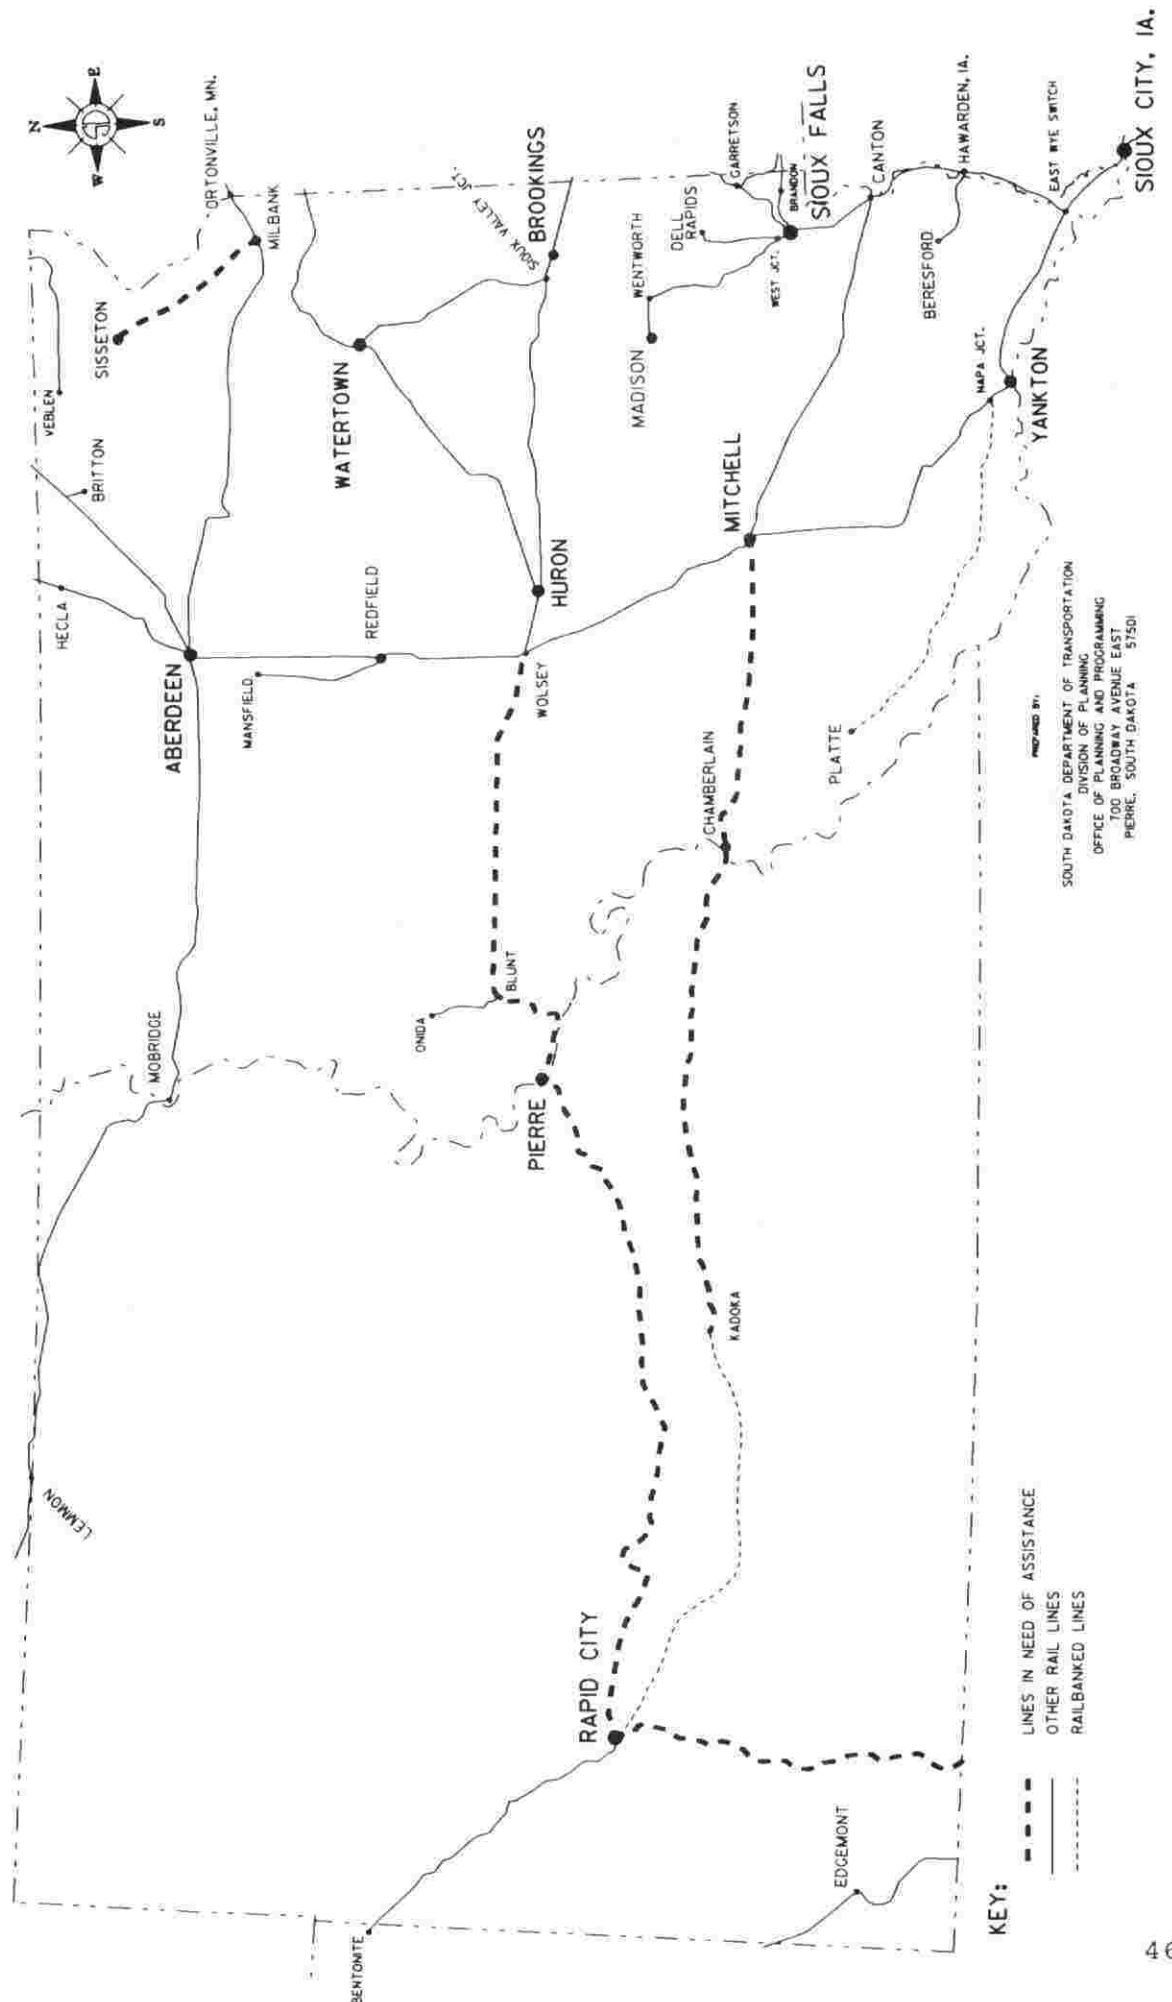 N
E
S
W
LEMMON
MOBRIDGE
HECLA
BRITTON
VEBLEN
SISSETON
ORTONVILLE, MN.
MILBANK
ABERDEEN
MANSFIELD
REDFIELD
WATERTOWN
SIOUX VALLEY JCT.
BROOKINGS
BENTONITE
ONIDA
BLUNT
PIERRE
WOLSEY
HURON
RAPID CITY
MADISON
WENTWORTH
DELL
RAPIDS
GARRETSON
WEST JCT.
BRANDON
SIOUX FALLS
KADOKA
CHAMBERLAIN
MITCHELL
CANTON
EDGEMONT
PLATTE
BERESFORD
HAWARDEN, IA.
NAPA JCT.
YANKTON
EAST WYE SWITCH
SIOUX CITY, IA.
KEY:
LINES IN NEED OF ASSISTANCE
OTHER RAIL LINES
RAILBANKED LINES
PREPARED BY:
SOUTH DAKOTA DEPARTMENT OF TRANSPORTATION
DIVISION OF PLANNING
OFFICE OF PLANNING AND PROGRAMMING
700 BROADWAY AVENUE EAST
PIERRE, SOUTH DAKOTA 57501
46